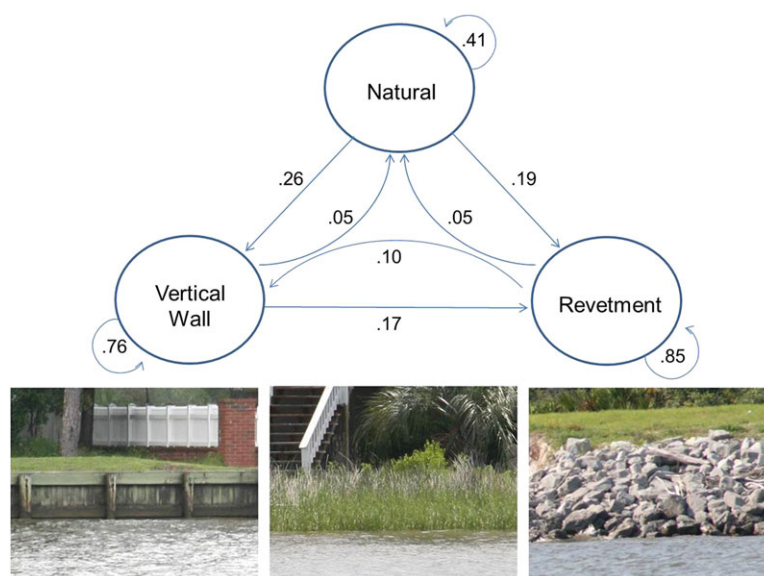 .41
Natural
.26
.19
.05
.05
.10
Vertical
Wall
Revetment
.17
.76
.85